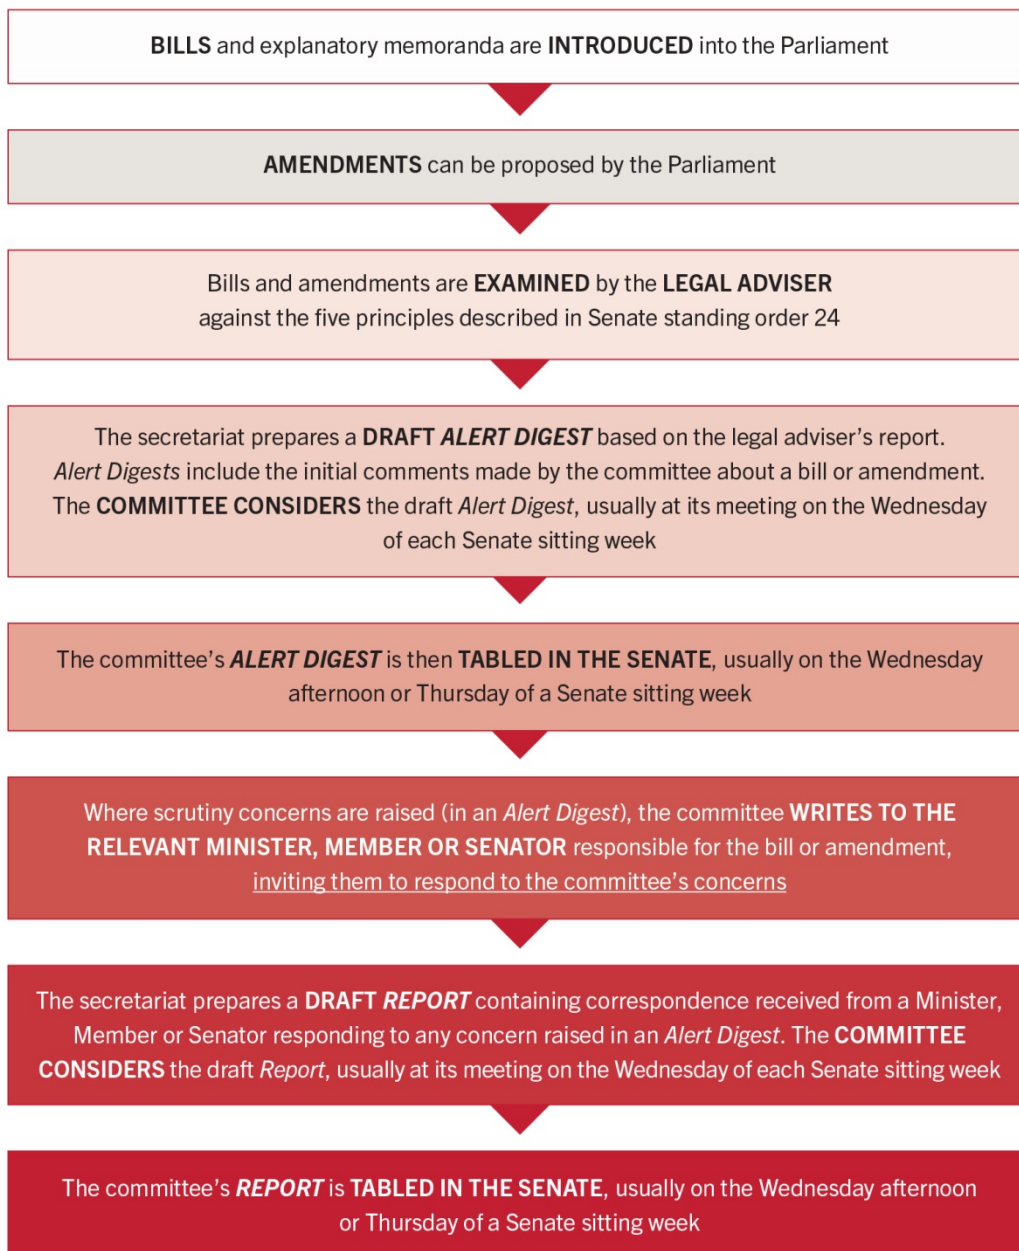 BILLS and explanatory memoranda are INTRODUCED into the Parliament
AMENDMENTS can be proposed by the Parliament
Bills and amendments are EXAMINED by the LEGAL ADVISER
against the five principles described in Senate standing order 24
The secretariat prepares a DRAFT ALERT DIGEST based on the legal adviser’s report.
Alert Digests include the initial comments made by the committee about a bill or amendment.
The COMMITTEE CONSIDERS the draft Alert Digest, usually at its meeting on the Wednesday
of each Senate sitting week
The committee’s ALERT DIGEST is then TABLED IN THE SENATE, usually on the Wednesday
afternoon or Thursday of a Senate sitting week
Where scrutiny concerns are raised (in an Alert Digest), the committee WRITES TO THE
RELEVANT MINISTER, MEMBER OR SENATOR responsible for the bill or amendment,
inviting them to respond to the committee’s concerns
The secretariat prepares a DRAFT REPORT containing correspondence received from a Minister,
Member or Senator responding to any concern raised in an Alert Digest. The COMMITTEE
CONSIDERS the draft Report, usually at its meeting on the Wednesday of each Senate sitting week
The committee’s REPORT is TABLED IN THE SENATE, usually on the Wednesday afternoon
or Thursday of a Senate sitting week